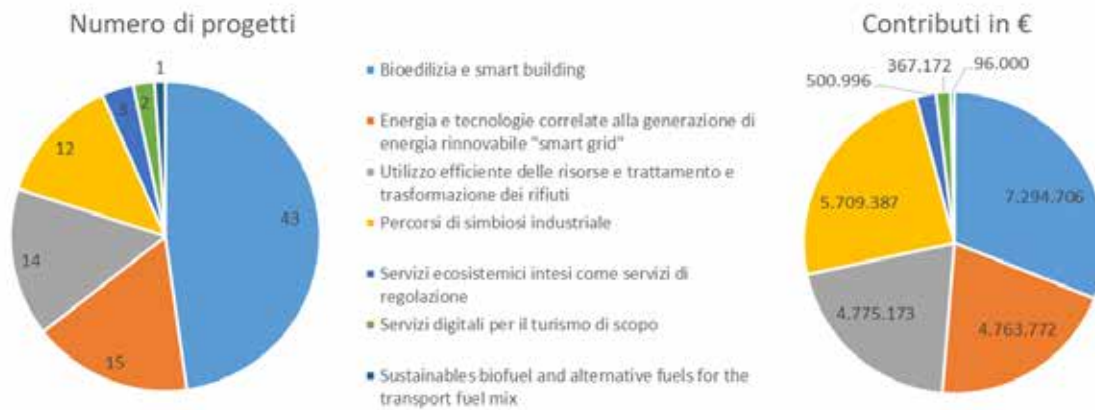 Numero di progetti
1
2
3
12
14
15
43
Bioedilizia e smart building
Energia e tecnologie correlate alla generazione di
energia rinnovabile "smart grid"
Utilizzo efficiente delle risorse e trattamento e
trasformazione dei rifiuti
Percorsi di simbiosi industriale
Servizi ecosistemici intesi come servizi di
regolazione
Servizi digitali per il turismo di scopo
Sustainables biofuel and alternative fuels for the
transport fuel mix
Contributi in €
367.172
96.000
500.996
5.709.387
7.294.706
4.775.173
4.763.772